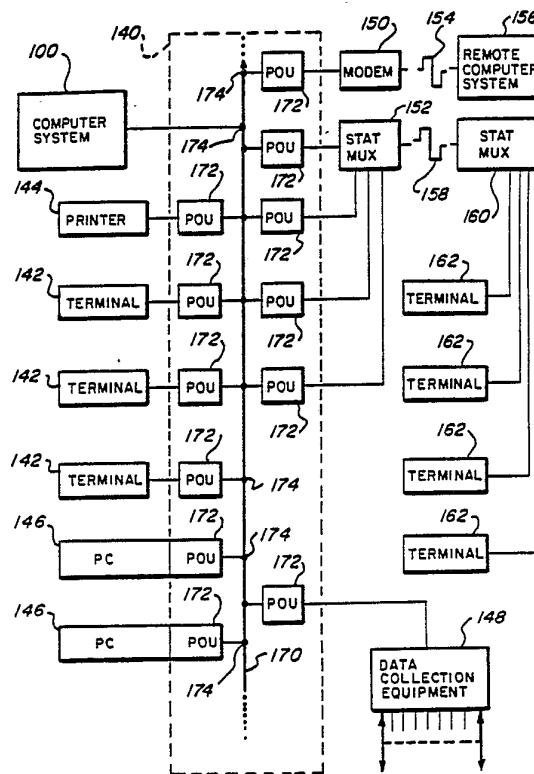 140
150
154
156
100
174
POU
MODEM
REMOTE
COMPUTER
SYSTEM
172
COMPUTER
SYSTEM
174
152
POU
STAT
MUX
STAT
MUX
144
172
172
158
160
PRINTER
POU
POU
142
172
172
162
TERMINAL
POU
POU
TERMINAL
172
142
172
162
TERMINAL
POU
POU
TERMINAL
172
142
172
162
TERMINAL
POU
174
TERMINAL
146
172
174
162
PC
POU
172
TERMINAL
146
172
POU
148
PC
POU
170
DATA
COLLECTION
EQUIPMENT
174